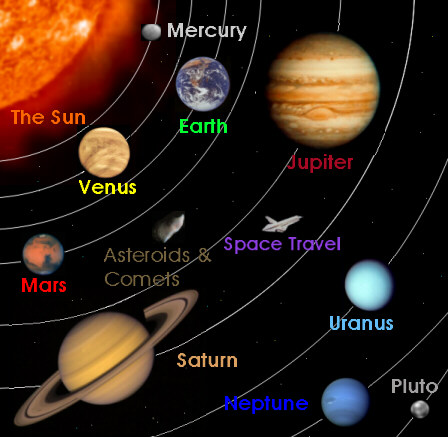 Mercury
The Sun
Earth
Jupiter
Venus
Space Travel
Asteroids &
Comets
Mars
Uranus
Saturn
Pluto
Neptune